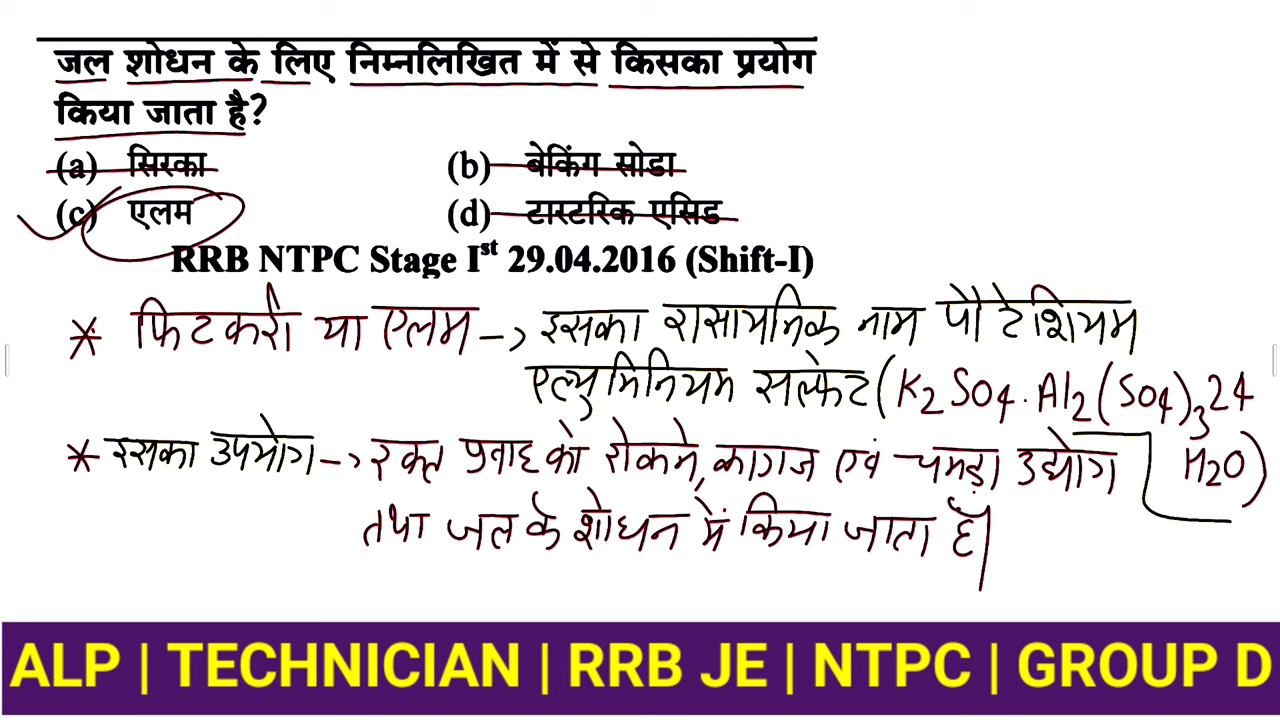 जल शोधन के लिए निम्नलिखित में से किसका प्रयोग
किया जाता है?
(a) सिरका (b) बेकिंग सोडा
(c) एलम (d) टास्टरिक एसिड
RRB NTPC Stage Ist 29.04.2016 (Shift-I)
* फिटकरी या एलम -> इसका रासायनिक नाम पौटेशियम
एल्युमिनियम सल्फेट (K2SO4.Al2(SO4)3 24
H2O)
* इसका उपयोग -> रक्त प्रवाह को रोकने, कागज एवं चमड़ा उद्योग
तथा जल के शोधन में किया जाता है।
ALP | TECHNICIAN | RRB JE | NTPC | GROUP D